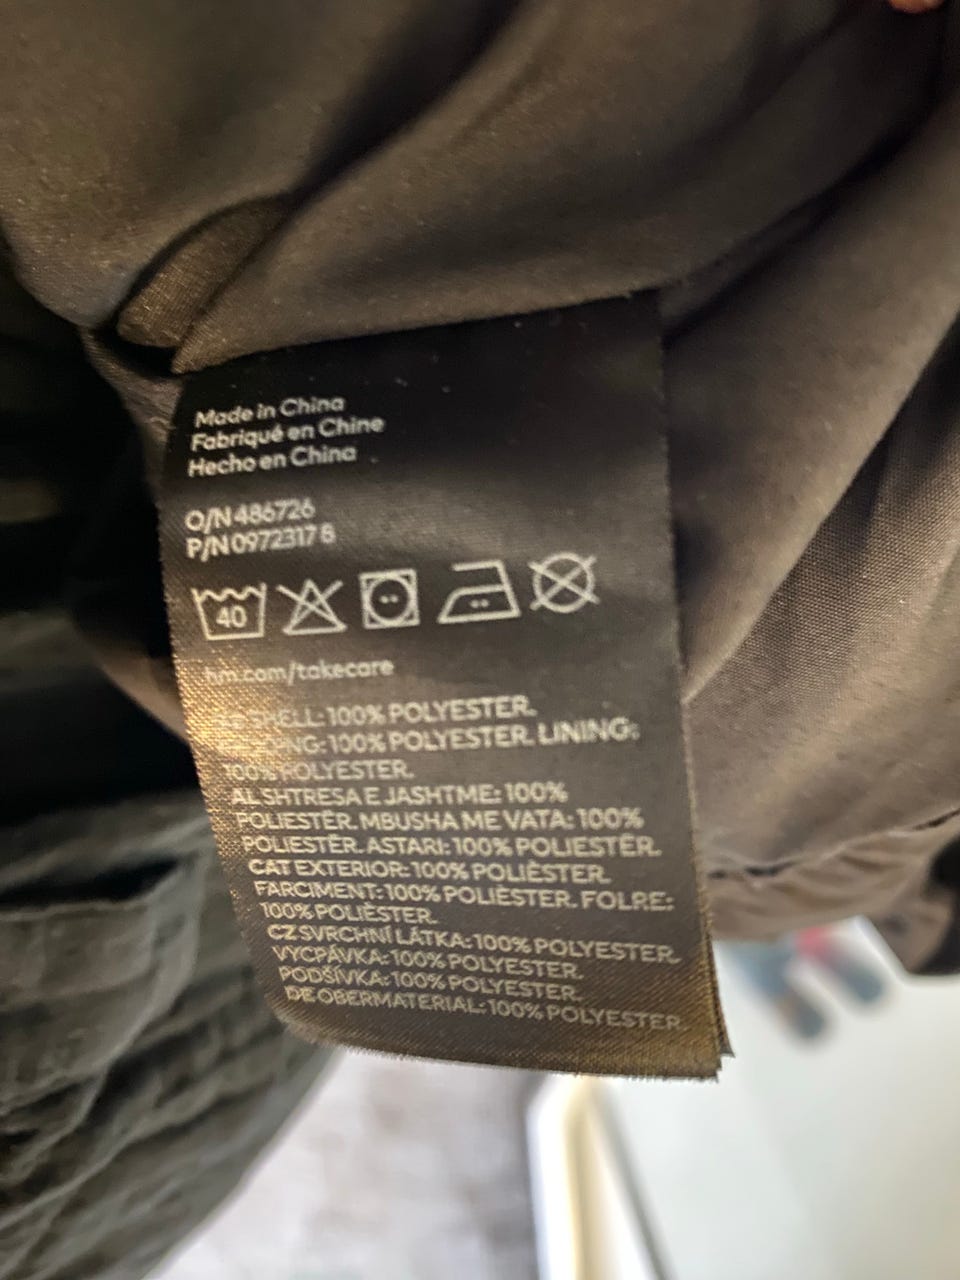 Made in China
Fabriqué en Chine
Hecho en China
O/N 486726
P/N 0972317 8
40
hm.com/takecare
SHELL: 100% POLYESTER.
100% POLYESTER. LINING:
100% POLYESTER.
AL SHTRESA E JASHTME: 100%
POLIESTËR. MBUSHA ME VATA: 100%
POLIESTËR. ASTARI: 100% POLIESTËR.
CAT EXTERIOR: 100% POLIÈSTER.
FARCIMENT: 100% POLIÈSTER. FOLRE:
100% POLIÈSTER.
CZ SVRCHNÍ LÁTKA: 100% POLYESTER.
VÝCPÁVKA: 100% POLYESTER.
PODŠÍVKA: 100% POLYESTER.
DE OBERMATERIAL: 100% POLYESTER.